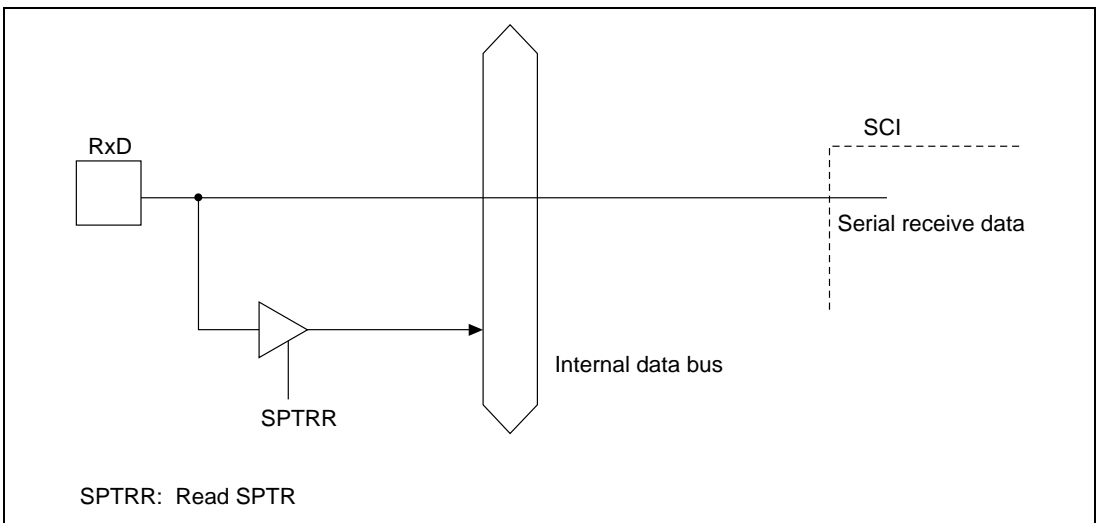 RxD
SCI
Serial receive data
Internal data bus
SPTRR
SPTRR: Read SPTR